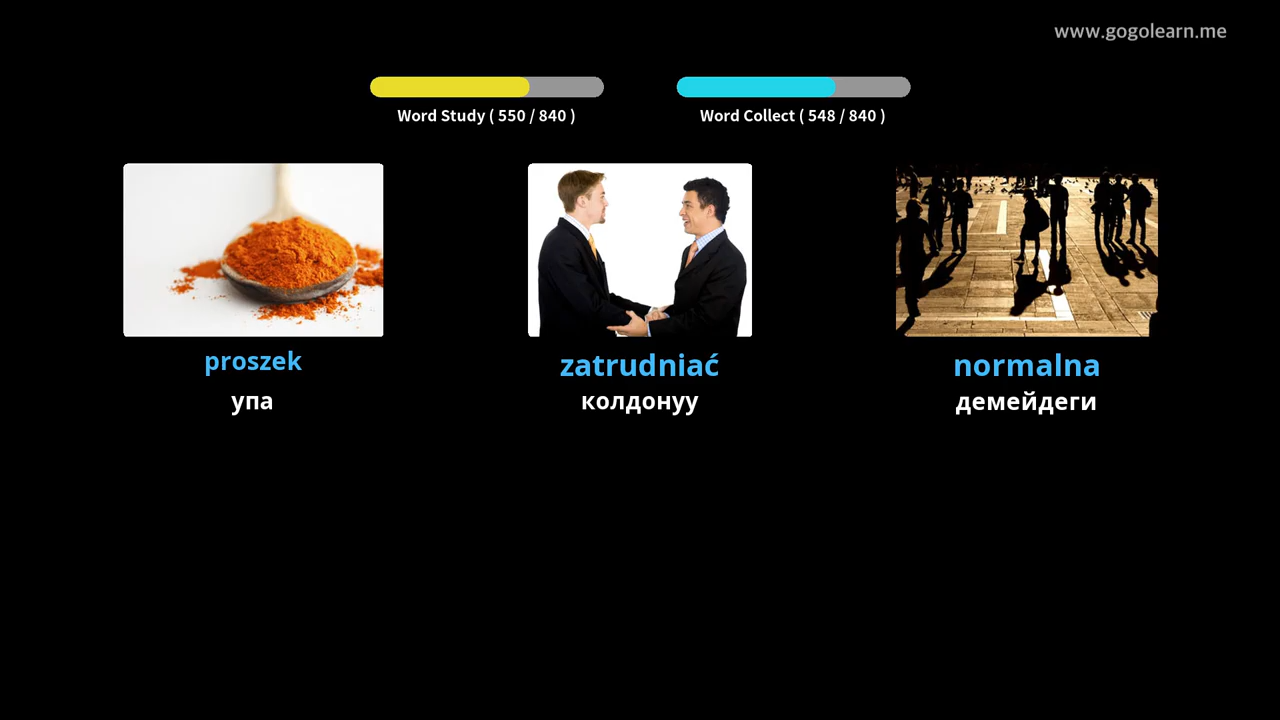 www.gogolearn.me
Word Study ( 550 / 840 )
Word Collect ( 548 / 840 )
proszek
zatrudniać
normalna
упа
колдонуу
демейдеги